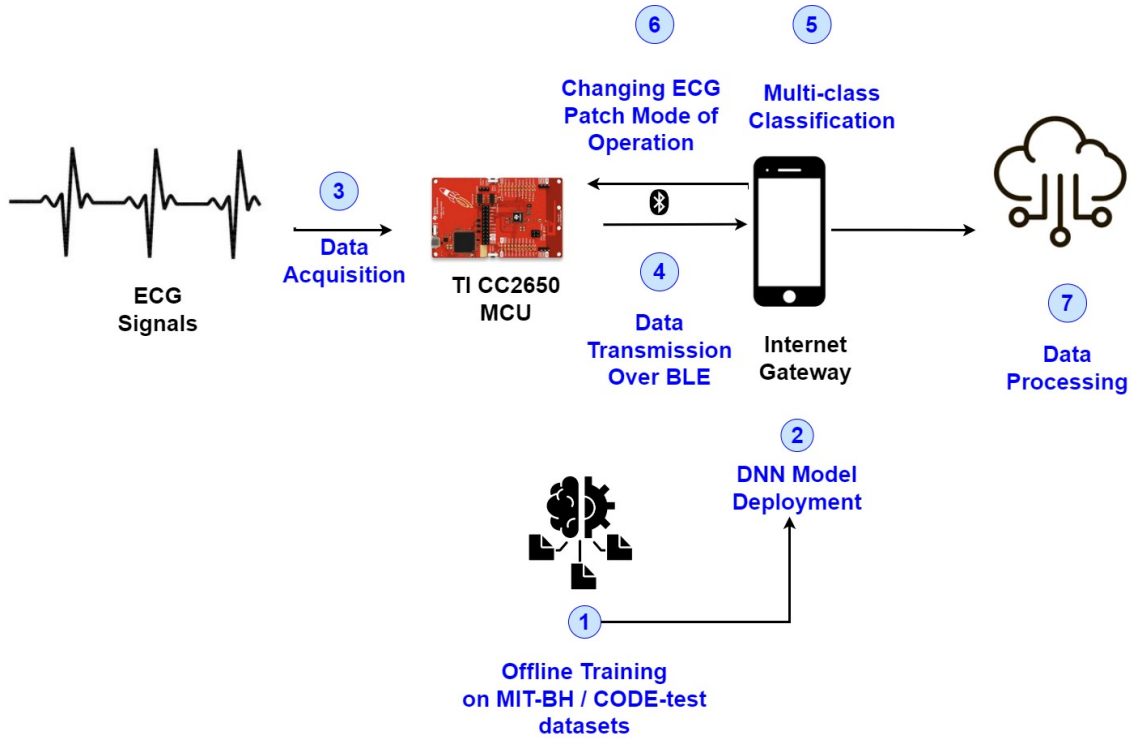 6
5
Changing ECG
Patch Mode of
Operation
Multi-class
Classification
3
Data
Acquisition
ECG
Signals
TI CC2650
MCU
4
Data
Transmission
Over BLE
Internet
Gateway
7
Data
Processing
2
DNN Model
Deployment
1
Offline Training
on MIT-BH / CODE-test
datasets